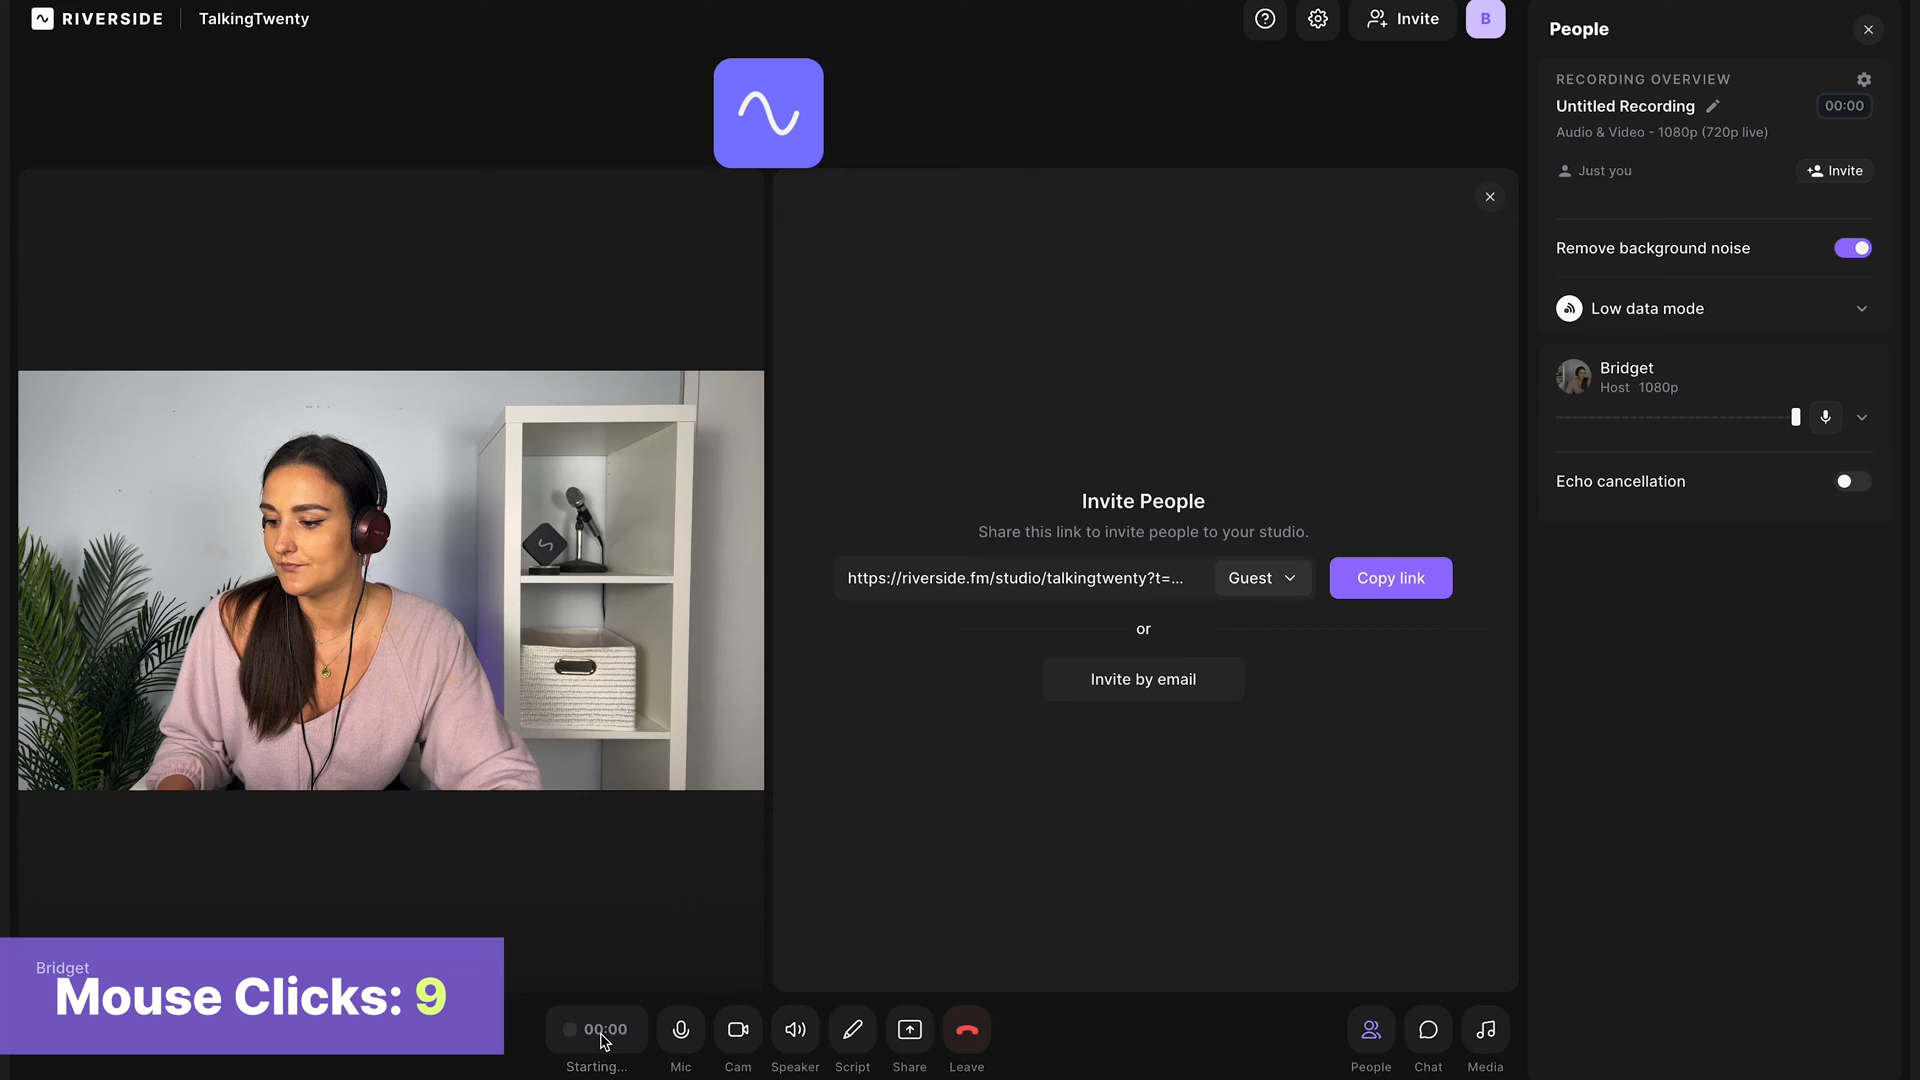 RIVERSIDE
TalkingTwenty
Invite
B
People
RECORDING OVERVIEW
Untitled Recording
00:00
Audio & Video - 1080p (720p live)
Just you
Invite
Remove background noise
Low data mode
Bridget
Host 1080p
Echo cancellation
Invite People
Share this link to invite people to your studio.
https://riverside.fm/studio/talkingtwenty?t=...
Guest
Copy link
or
Invite by email
Bridget
Mouse Clicks: 9
00:00
Starting...
Mic
Cam
Speaker
Script
Share
Leave
People
Chat
Media